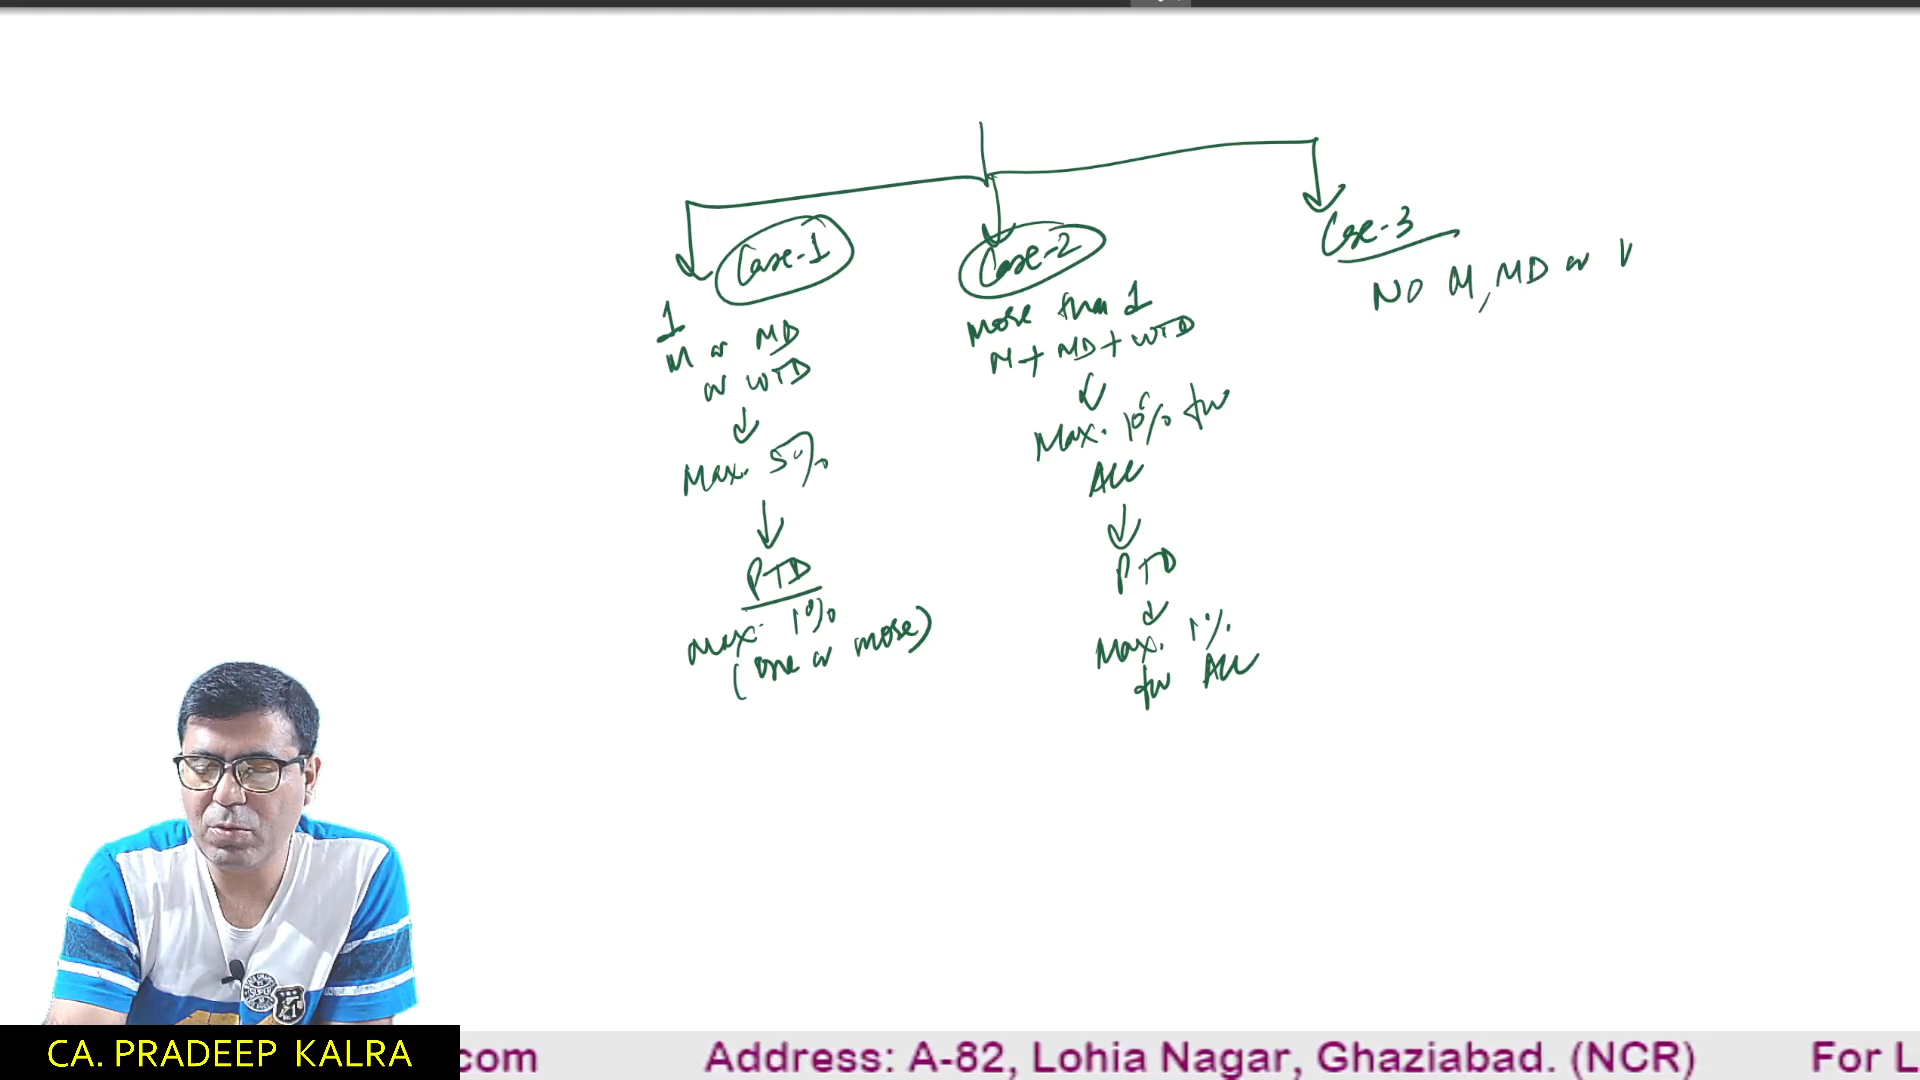 Case-1
1
M or MD
or WTD
Max. 5%
PTD
Max. 1%
(one or more)
Case-2
More than 1
M + MD + WTD
Max. 10% for
All
PTD
Max. 1%
for All
Case-3
NO M, MD or
CA. PRADEEP KALRA
com Address: A-82, Lohia Nagar, Ghaziabad. (NCR) For L